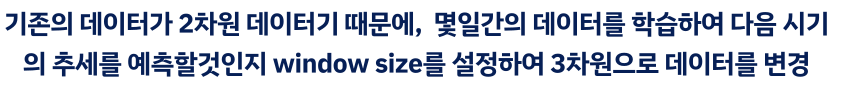 기존의 데이터가 2차원 데이터기 때문에, 몇일간의 데이터를 학습하여 다음 시기
의 추세를 예측할것인지 window size를 설정하여 3차원으로 데이터를 변경